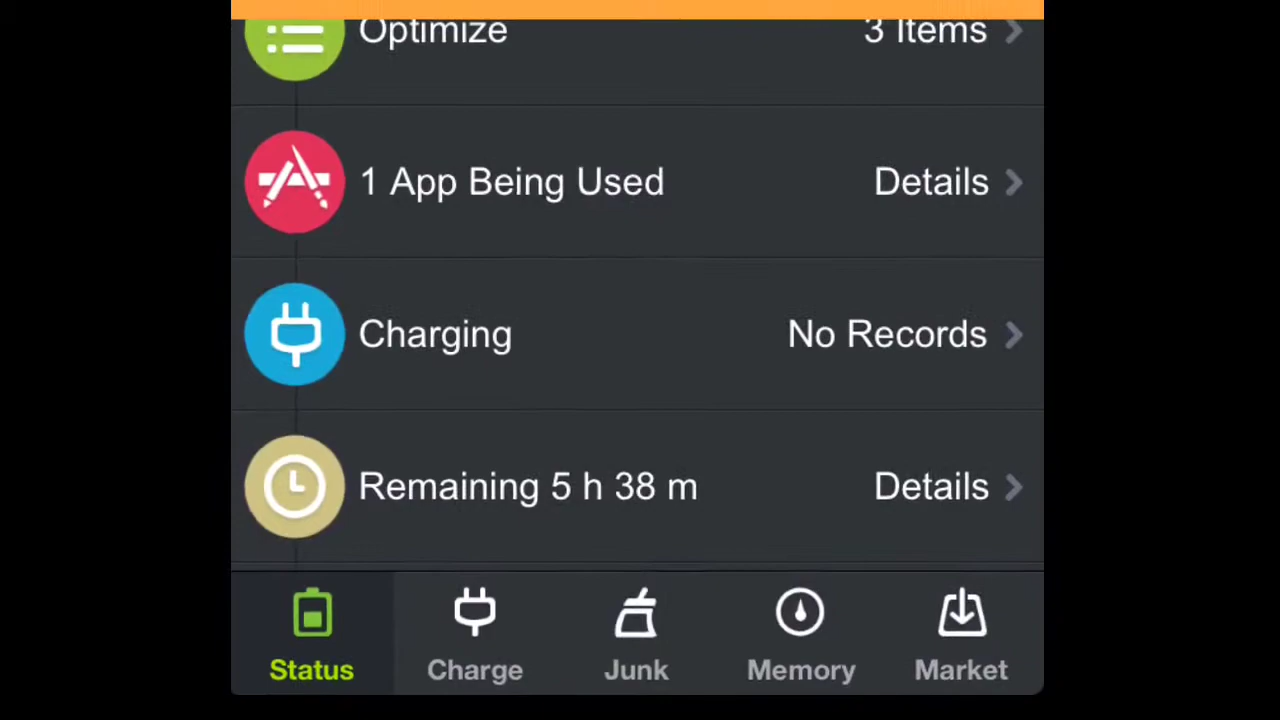 Optimize 3 Items
1 App Being Used Details
Charging No Records
Remaining 5 h 38 m Details
Status Charge Junk Memory Market